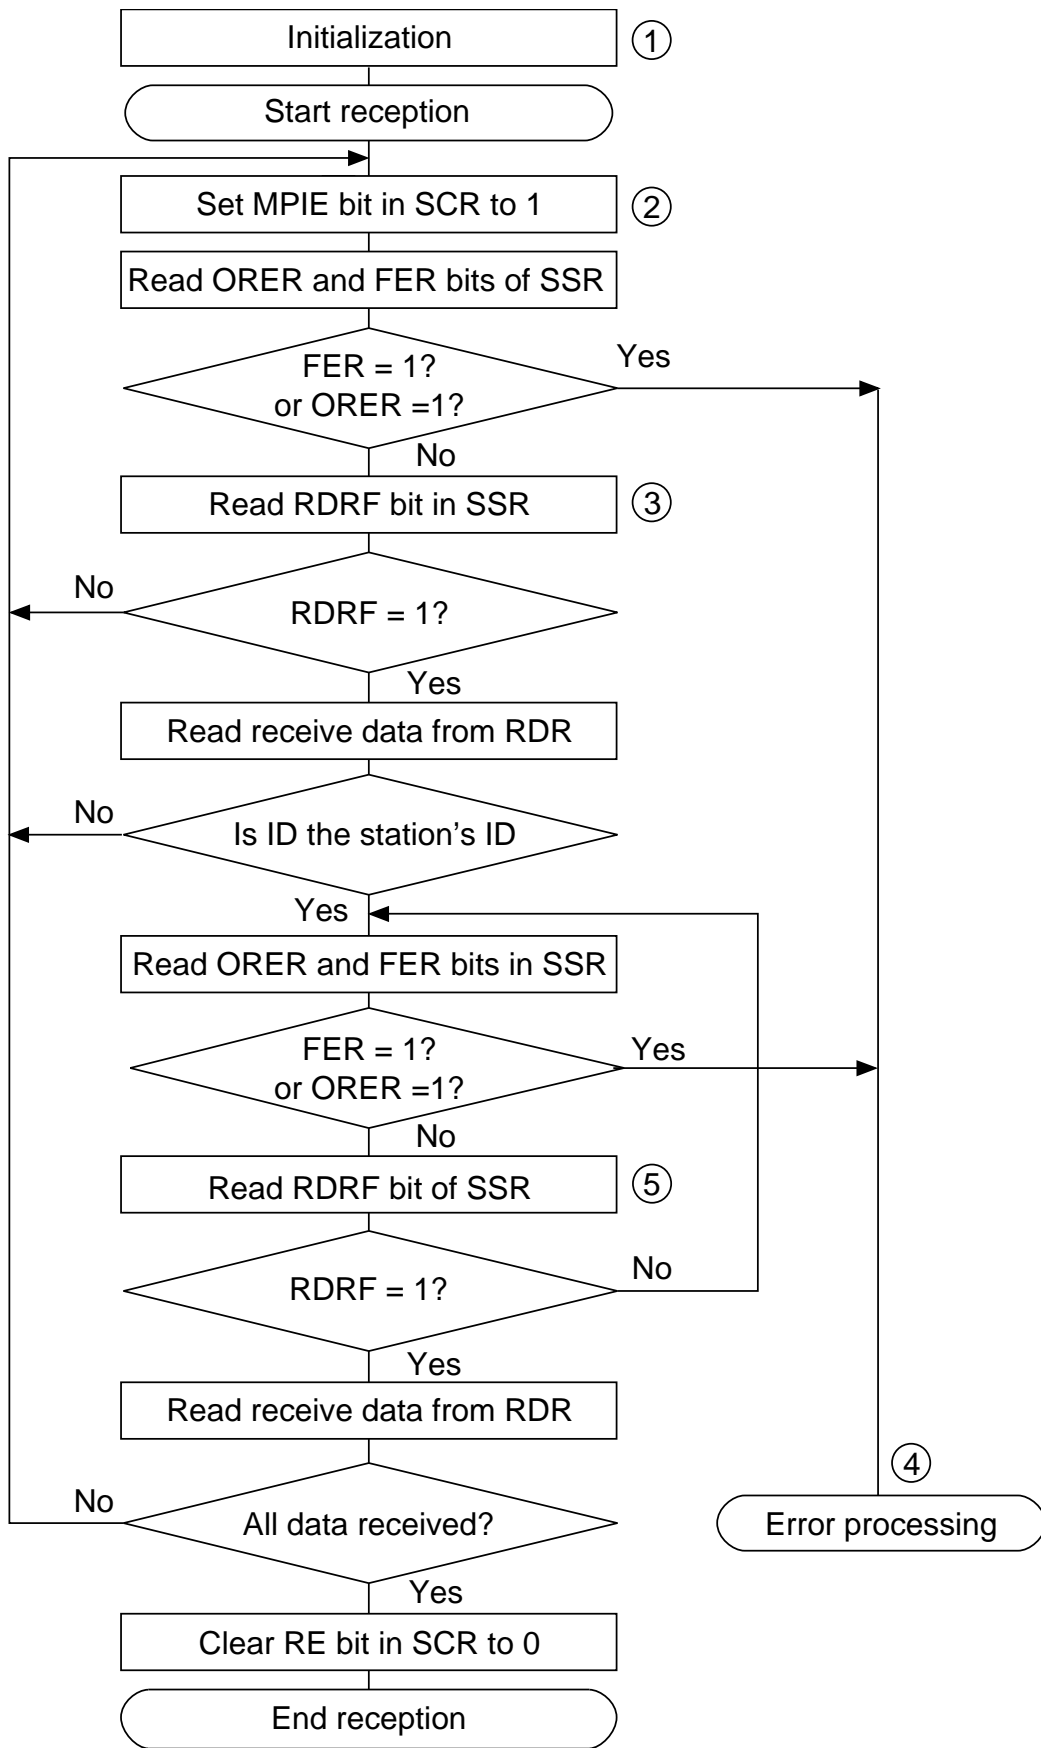 Initialization
①
Start reception
Set MPIE bit in SCR to 1
②
Read ORER and FER bits of SSR
FER = 1?
or ORER =1?
Yes
No
Read RDRF bit in SSR
③
RDRF = 1?
No
Yes
Read receive data from RDR
Is ID the station’s ID
No
Yes
Read ORER and FER bits in SSR
FER = 1?
or ORER =1?
Yes
No
Read RDRF bit of SSR
⑤
RDRF = 1?
No
Yes
Read receive data from RDR
All data received?
No
④
Error processing
Yes
Clear RE bit in SCR to 0
End reception